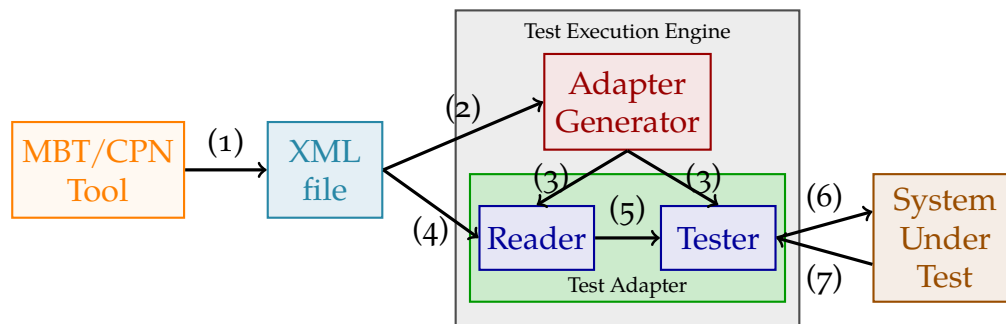 Test Execution Engine
MBT/CPN
Tool
(1)
XML
file
(2)
Adapter
Generator
(3)
(3)
(4)
Reader
(5)
Tester
Test Adapter
(6)
(7)
System
Under
Test